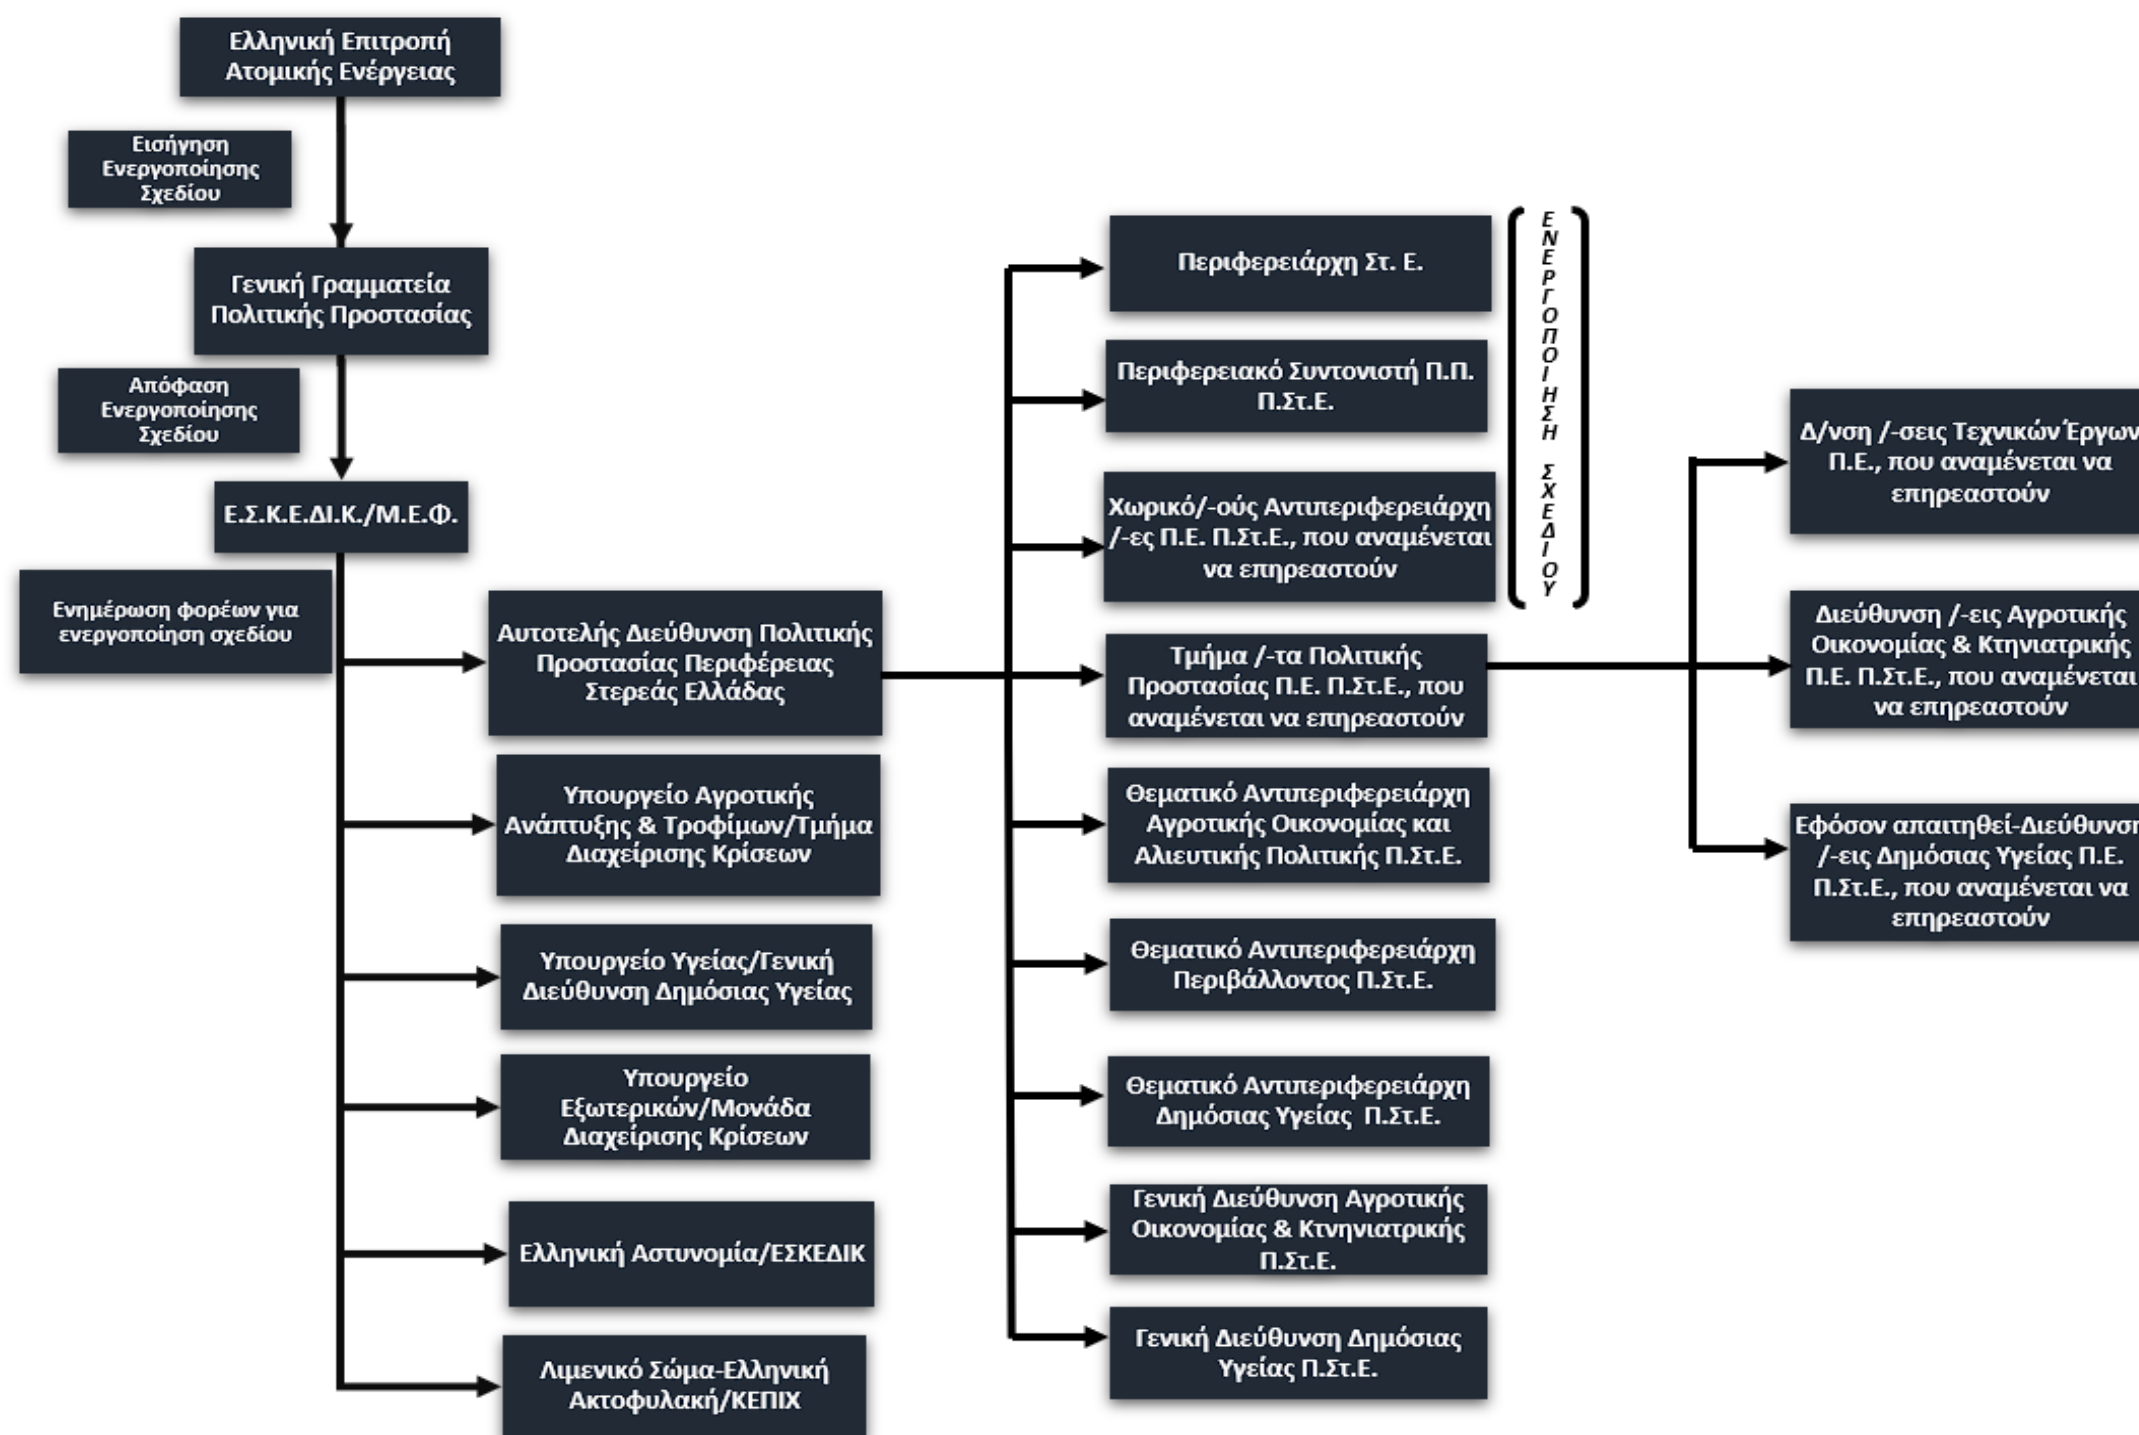 Ελληνική Επιτροπή
Ατομικής Ενέργειας
Εισήγηση
Ενεργοποίησης
Σχεδίου
Γενική Γραμματεία
Πολιτικής Προστασίας
Απόφαση
Ενεργοποίησης
Σχεδίου
Ε.Σ.Κ.Ε.ΔΙ.Κ./Μ.Ε.Φ.
Ενημέρωση φορέων για
ενεργοποίηση σχεδίου
Αυτοτελής Διεύθυνση Πολιτικής
Προστασίας Περιφέρειας
Στερεάς Ελλάδας
Υπουργείο Αγροτικής
Ανάπτυξης & Τροφίμων/Τμήμα
Διαχείρισης Κρίσεων
Υπουργείο Υγείας/Γενική
Διεύθυνση Δημόσιας Υγείας
Υπουργείο
Εξωτερικών/Μονάδα
Διαχείρισης Κρίσεων
Ελληνική Αστυνομία/ΕΣΚΕΔΙΚ
Λιμενικό Σώμα-Ελληνική
Ακτοφυλακή/ΚΕΠΙΧ
Περιφερειάρχη Στ. Ε.
Περιφερειακό Συντονιστή Π.Π.
Π.Στ.Ε.
Χωρικό/-ούς Αντιπεριφερειάρχη
/-ες Π.Ε. Π.Στ.Ε., που αναμένεται
να επηρεαστούν
ΕΝΕΡΓΟΠΟΙΗΣΗ ΣΧΕΔΙΟΥ
Τμήμα /-τα Πολιτικής
Προστασίας Π.Ε. Π.Στ.Ε., που
αναμένεται να επηρεαστούν
Θεματικό Αντιπεριφερειάρχη
Αγροτικής Οικονομίας και
Αλιευτικής Πολιτικής Π.Στ.Ε.
Θεματικό Αντιπεριφερειάρχη
Περιβάλλοντος Π.Στ.Ε.
Θεματικό Αντιπεριφερειάρχη
Δημόσιας Υγείας Π.Στ.Ε.
Γενική Διεύθυνση Αγροτικής
Οικονομίας & Κτνηνιατρικής
Π.Στ.Ε.
Γενική Διεύθυνση Δημόσιας
Υγείας Π.Στ.Ε.
Δ/νση /-σεις Τεχνικών Έργων
Π.Ε., που αναμένεται να
επηρεαστούν
Διεύθυνση /-εις Αγροτικής
Οικονομίας & Κτηνιατρικής
Π.Ε. Π.Στ.Ε., που αναμένεται
να επηρεαστούν
Εφόσον απαιτηθεί-Διεύθυνση
/-εις Δημόσιας Υγείας Π.Ε.
Π.Στ.Ε., που αναμένεται να
επηρεαστούν